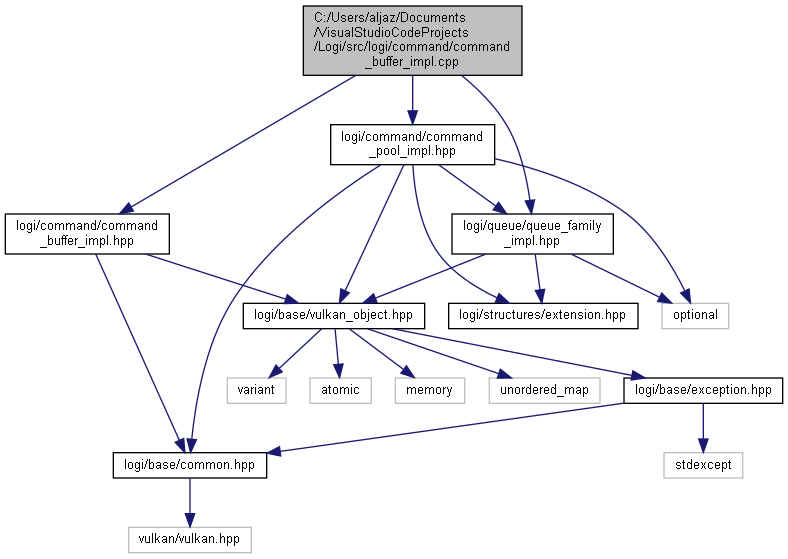 C:/Users/aljaz/Documents
/VisualStudioCodeProjects
/Logi/src/logi/command/command
_buffer_impl.cpp
logi/command/command
_pool_impl.hpp
logi/command/command
_buffer_impl.hpp
logi/queue/queue_family
_impl.hpp
logi/base/vulkan_object.hpp
logi/structures/extension.hpp
optional
variant
atomic
memory
unordered_map
logi/base/exception.hpp
logi/base/common.hpp
stdexcept
vulkan/vulkan.hpp